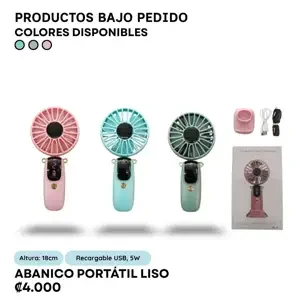 PRODUCTOS BAJO PEDIDO
COLORES DISPONIBLES
Altura: 18cm
Recargable USB, 5W
ABANICO PORTÁTIL LISO
₡4.000